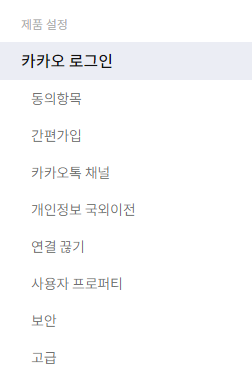 제품 설정
카카오 로그인
동의항목
간편가입
카카오톡 채널
개인정보 국외이전
연결 끊기
사용자 프로퍼티
보안
고급